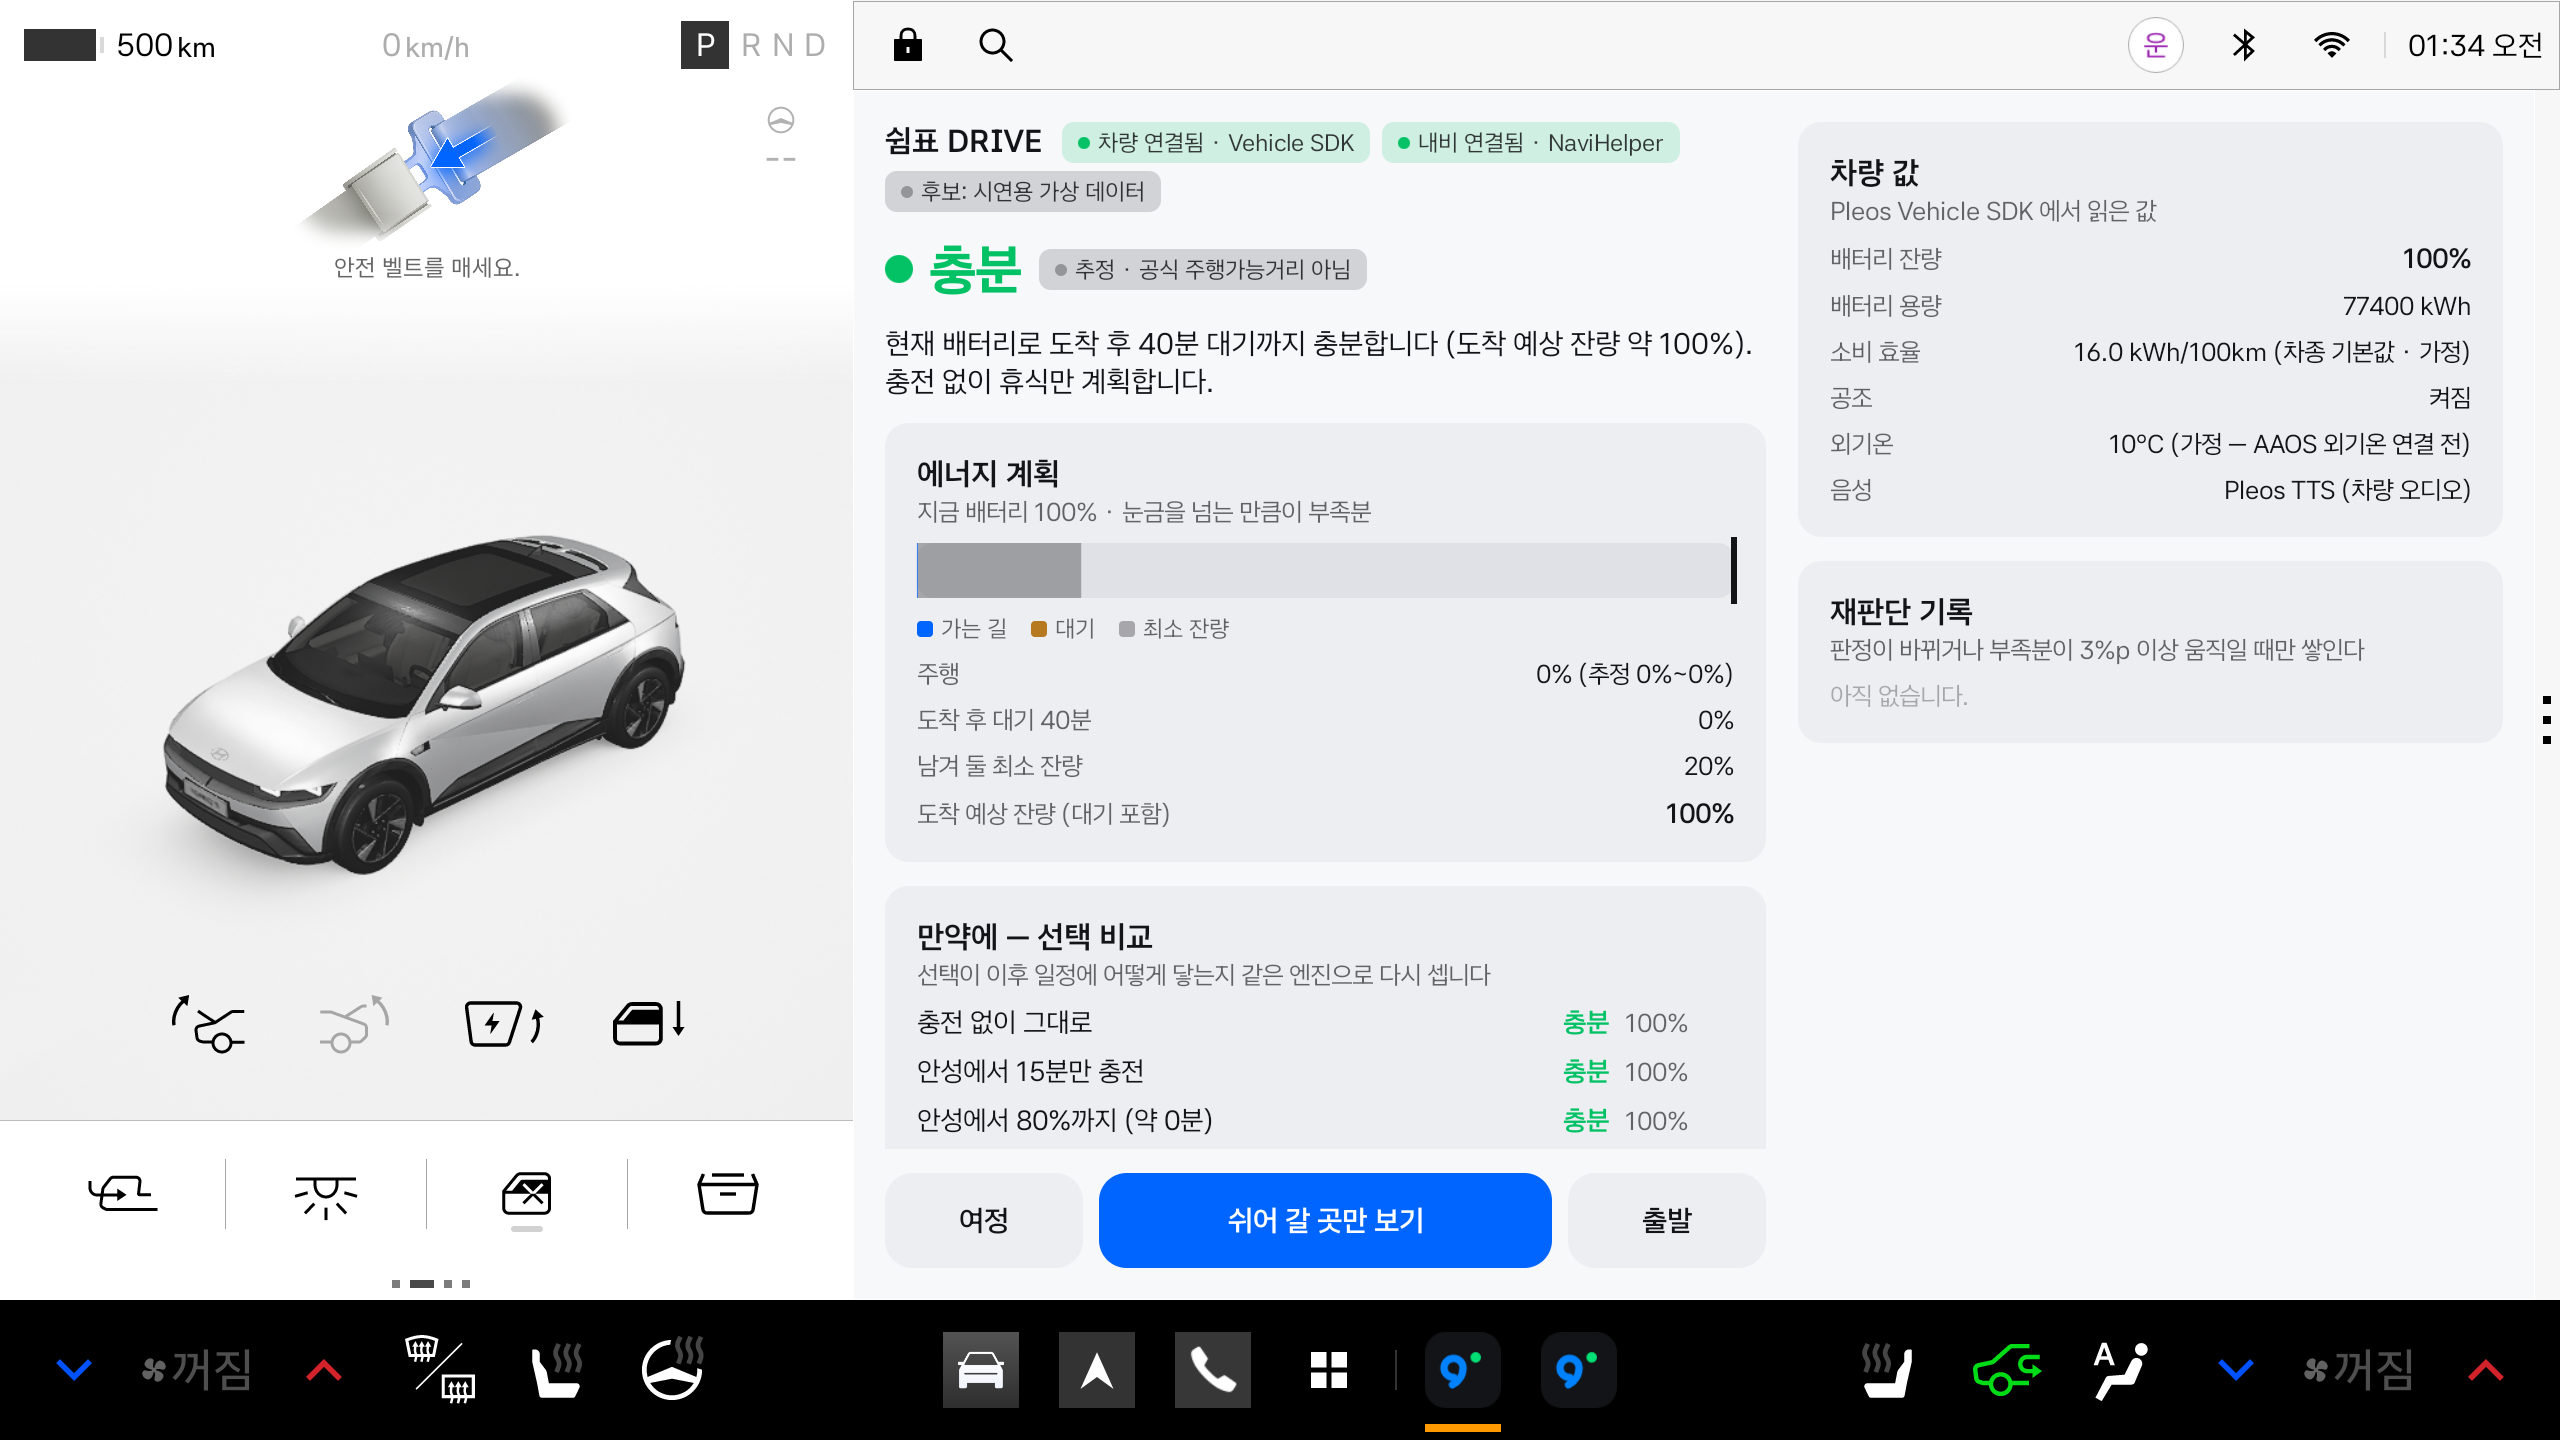 500 km
0 km/h
P R N D
운
01:34 오전
안전 벨트를 매세요.
쉼표 DRIVE
차량 연결됨 · Vehicle SDK
내비 연결됨 · NaviHelper
후보: 시연용 가상 데이터
충분
추정 · 공식 주행가능거리 아님
현재 배터리로 도착 후 40분 대기까지 충분합니다 (도착 예상 잔량 약 100%).
충전 없이 휴식만 계획합니다.
에너지 계획
지금 배터리 100% · 눈금을 넘는 만큼이 부족분
가는 길 대기 최소 잔량
주행 0% (추정 0%~0%)
도착 후 대기 40분 0%
남겨 둘 최소 잔량 20%
도착 예상 잔량 (대기 포함) 100%
만약에 – 선택 비교
선택이 이후 일정에 어떻게 닿는지 같은 엔진으로 다시 셉니다
충전 없이 그대로 충분 100%
안성에서 15분만 충전 충분 100%
안성에서 80%까지 (약 0분) 충분 100%
여정
쉬어 갈 곳만 보기
출발
차량 값
Pleos Vehicle SDK 에서 읽은 값
배터리 잔량 100%
배터리 용량 77400 kWh
소비 효율 16.0 kWh/100km (차종 기본값 · 가정)
공조 켜짐
외기온 10°C (가정 – AAOS 외기온 연결 전)
음성 Pleos TTS (차량 오디오)
재판단 기록
판정이 바뀌거나 부족분이 3%p 이상 움직일 때만 쌓인다
아직 없습니다.
꺼짐
A
꺼짐